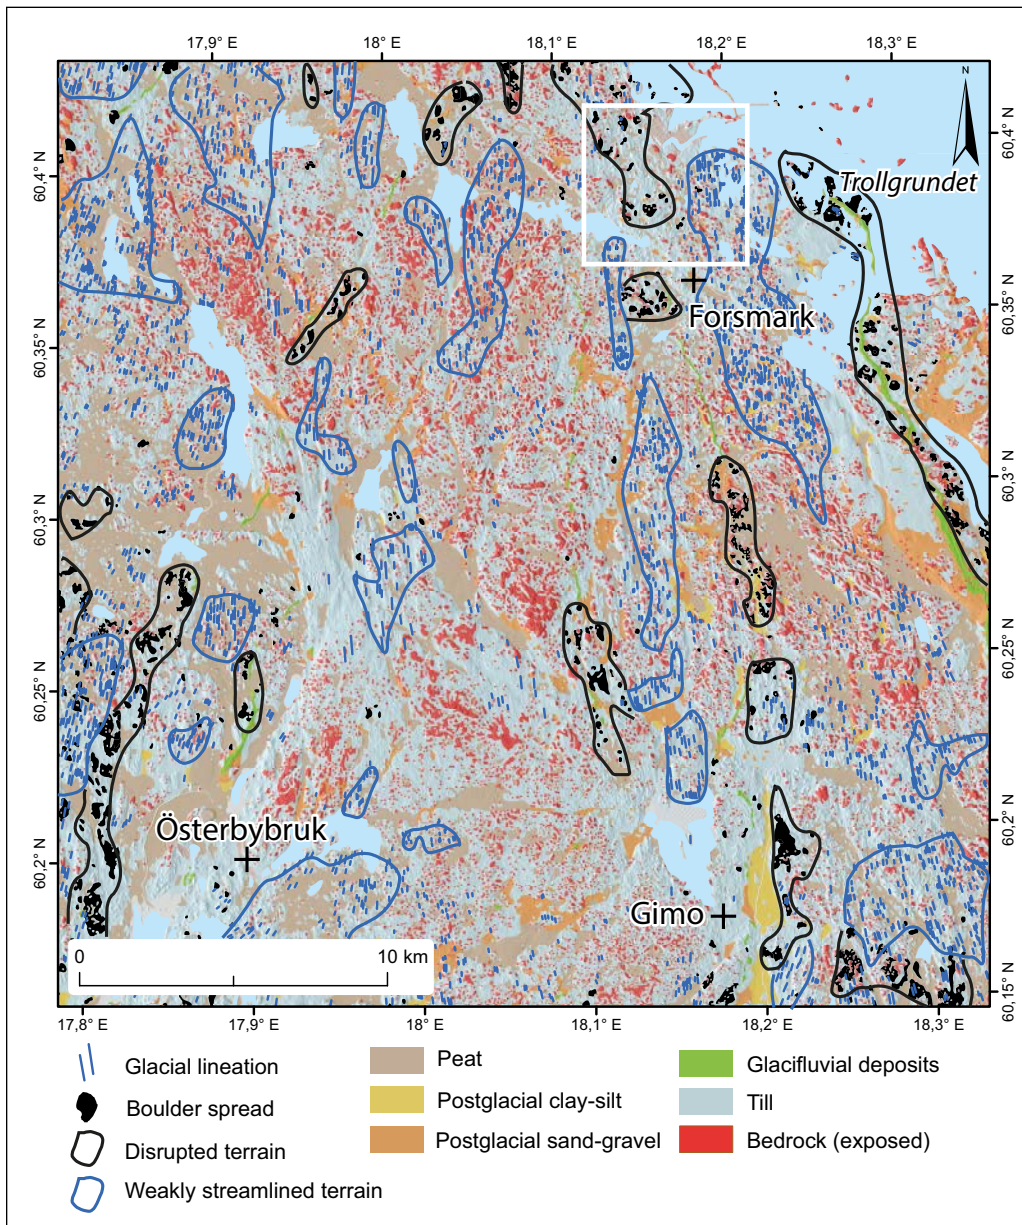 17,9° E
18° E
18,1° E
18,2° E
18,3° E
N
60,4° N
60,4° N
Trollgrundet
60,35° N
Forsmark
60,35° N
60,3° N
60,3° N
60,25° N
60,25° N
60,2° N
Österbybruk
60,2° N
Gimo
0
10 km
60,15° N
17,8° E
17,9° E
18° E
18,1° E
18,2° E
18,3° E
Glacial lineation
Boulder spread
Disrupted terrain
Weakly streamlined terrain
Peat
Postglacial clay-silt
Postglacial sand-gravel
Glacifluvial deposits
Till
Bedrock (exposed)